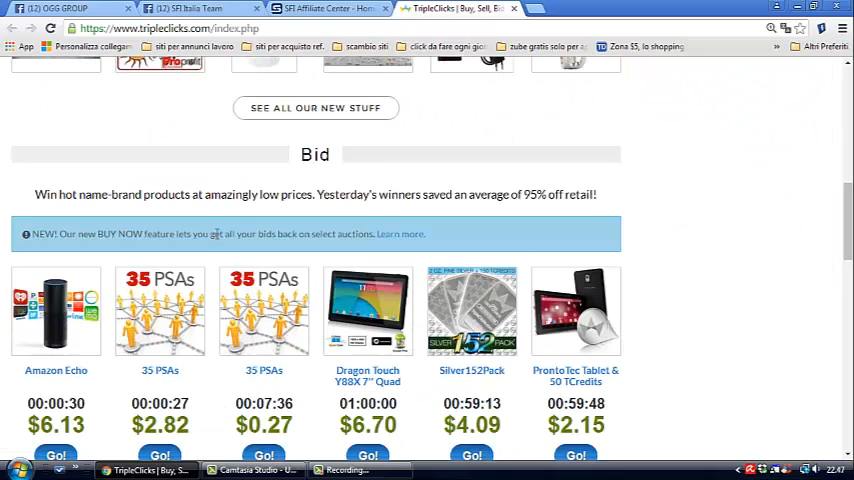 (12) OGG GROUP
(12) SFI Italia Team
SFI Affiliate Center - Hom
TripleClicks | Buy, Sell, Bi
https://www.tripleclicks.com/index.php
App
Personalizza collegam
siti per annunci lavoro
siti per acquisto ref.
scambio siti
click da fare ogni gior
zube gratis solo per a
Zona $5, lo shopping
Altri Preferiti
SEE ALL OUR NEW STUFF
Bid
Win hot name-brand products at amazingly low prices. Yesterday's winners saved an average of 95% off retail!
NEW! Our new BUY NOW feature lets you get all your bids back on select auctions. Learn more.
35 PSAs
35 PSAs
SILVER 152 PACK
Amazon Echo
35 PSAs
35 PSAs
Dragon Touch
Y88X 7" Quad
Silver152Pack
ProntoTec Tablet &
50 TCredits
00:00:30
00:00:27
00:07:36
01:00:00
00:59:13
00:59:48
$6.13
$2.82
$0.27
$6.70
$4.09
$2.15
Go!
Go!
Go!
Go!
Go!
Go!
TripleClicks | Buy, S...
Camtasia Studio - U...
Recording...
22.47